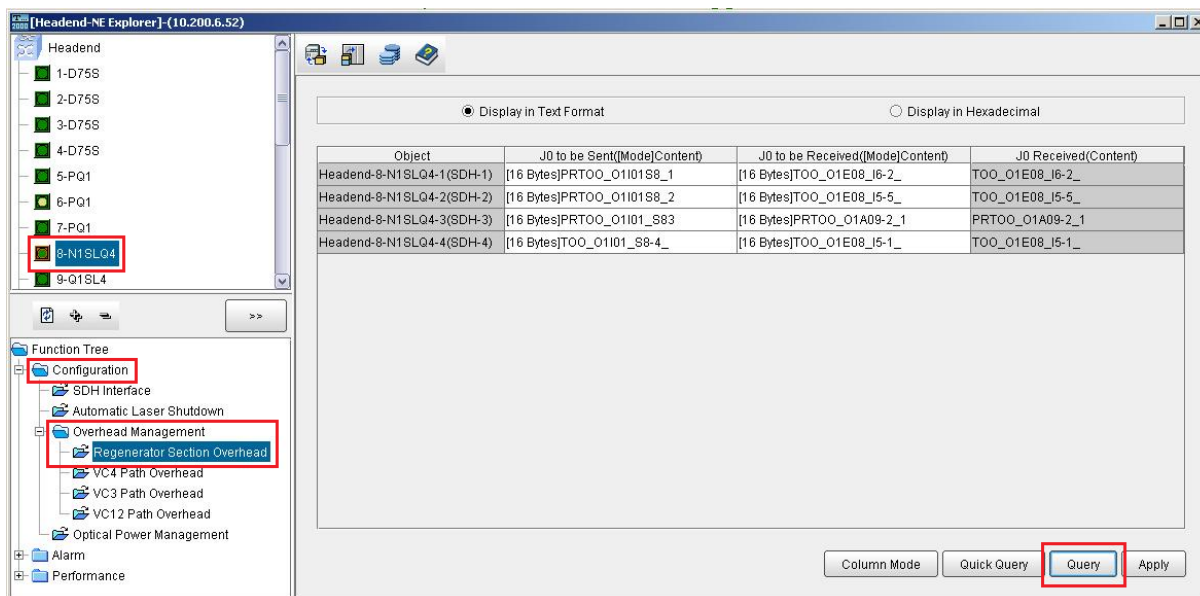 [Headend-NE Explorer]-(10.200.6.52)
Headend
1-D75S
2-D75S
3-D75S
4-D75S
5-PQ1
6-PQ1
7-PQ1
8-N1SLQ4
9-Q1SL4
>>
Function Tree
Configuration
SDH Interface
Automatic Laser Shutdown
Overhead Management
Regenerator Section Overhead
VC4 Path Overhead
VC3 Path Overhead
VC12 Path Overhead
Optical Power Management
Alarm
Performance
Display in Text Format Display in Hexadecimal
Object J0 to be Sent([Mode]Content) J0 to be Received([Mode]Content) J0 Received(Content)
Headend-8-N1SLQ4-1(SDH-1) [16 Bytes]PRTOO_O1I01S8_1 [16 Bytes]TOO_O1E08_I6-2_ TOO_O1E08_I6-2_
Headend-8-N1SLQ4-2(SDH-2) [16 Bytes]PRTOO_O1I01S8_2 [16 Bytes]TOO_O1E08_I5-5_ TOO_O1E08_I5-5_
Headend-8-N1SLQ4-3(SDH-3) [16 Bytes]PRTOO_O1I01_S83 [16 Bytes]PRTOO_O1A09-2_1 PRTOO_O1A09-2_1
Headend-8-N1SLQ4-4(SDH-4) [16 Bytes]TOO_O1I01_S8-4_ [16 Bytes]TOO_O1E08_I5-1_ TOO_O1E08_I5-1_
Column Mode Quick Query Query Apply